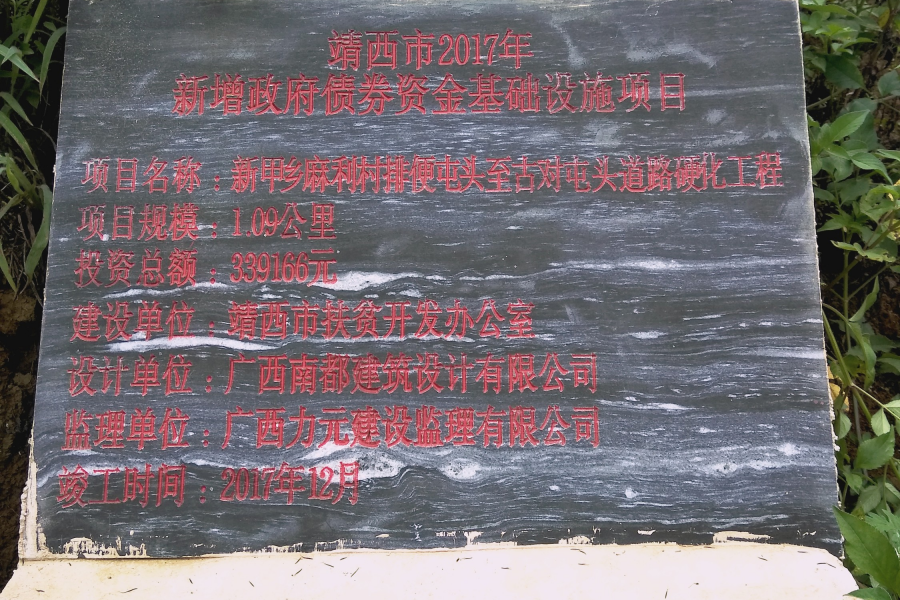 靖西市2017年
新增政府债券资金基础设施项目
项目名称：新甲乡麻利村排便屯头至古对屯头道路硬化工程
项目规模：1.09公里
投资总额：339166元
建设单位：靖西市扶贫开发办公室
设计单位：广西南都建筑设计有限公司
监理单位：广西力元建设监理有限公司
竣工时间：2017年12月